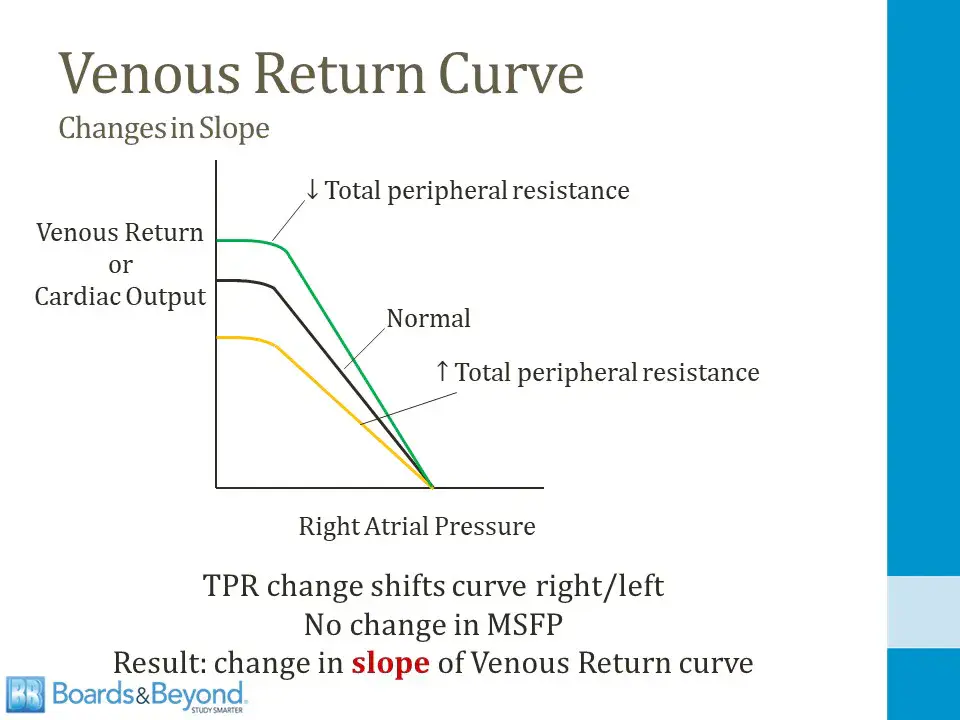 Venous Return Curve
Changes in Slope
↓ Total peripheral resistance
Venous Return
or
Cardiac Output
Normal
↑ Total peripheral resistance
Right Atrial Pressure
TPR change shifts curve right/left
No change in MSFP
Result: change in slope of Venous Return curve
BB Boards&Beyond
STUDY SMARTER